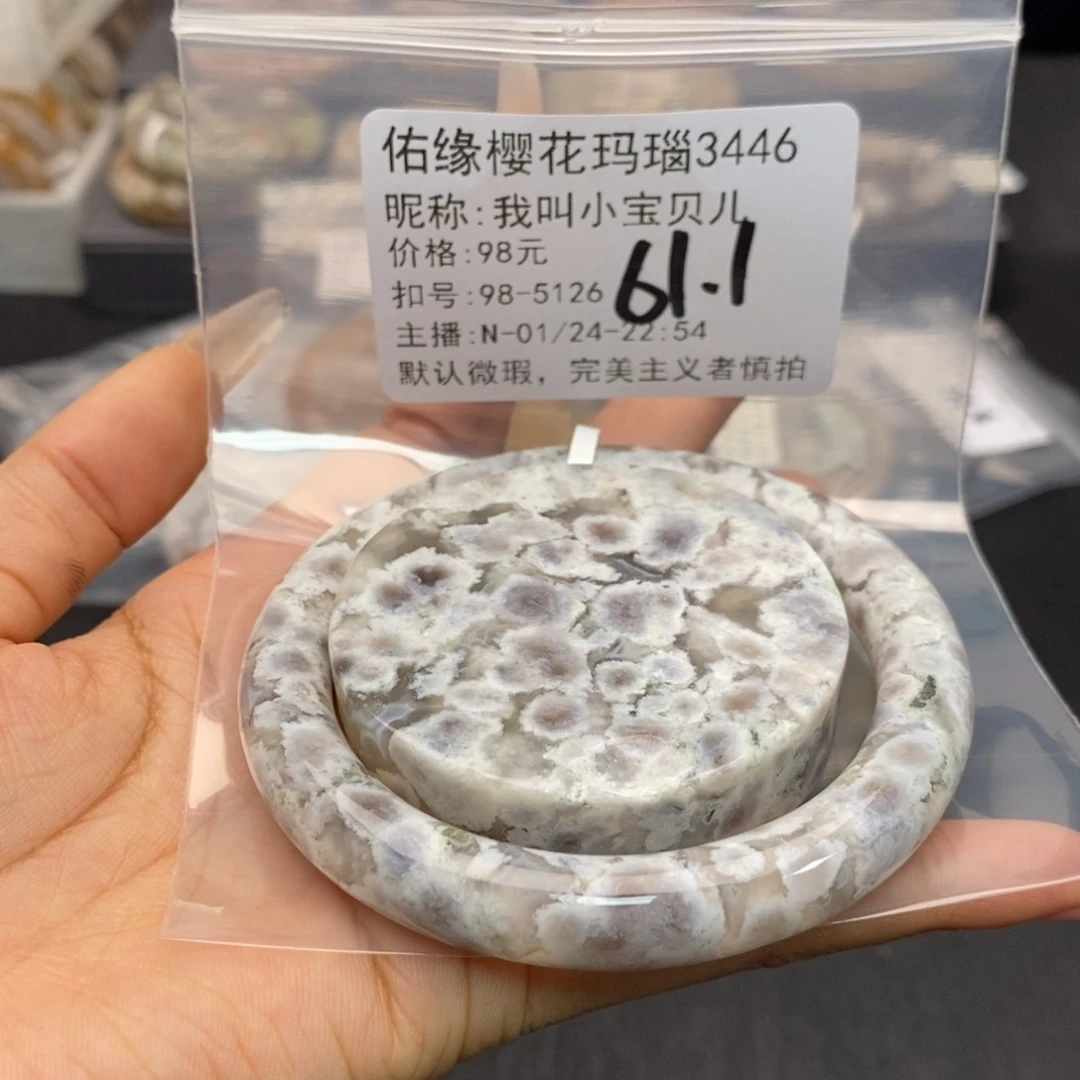 佑缘樱花玛瑙3446
昵称:我叫小宝贝儿
价格:98元
扣号:98-5126
61.1
主播:N-01/24-22:54
默认微瑕，完美主义者慎拍